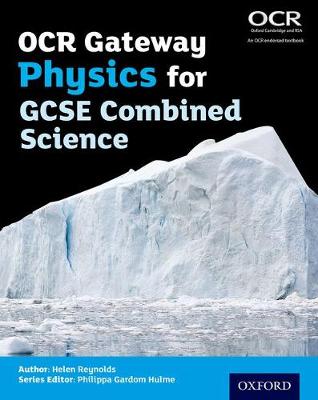 OCR
Oxford Cambridge and RSA
An OCR endorsed textbook
OCR Gateway
Physics for
GCSE Combined
Science
Author: Helen Reynolds
Series Editor: Philippa Gardom Hulme
OXFORD